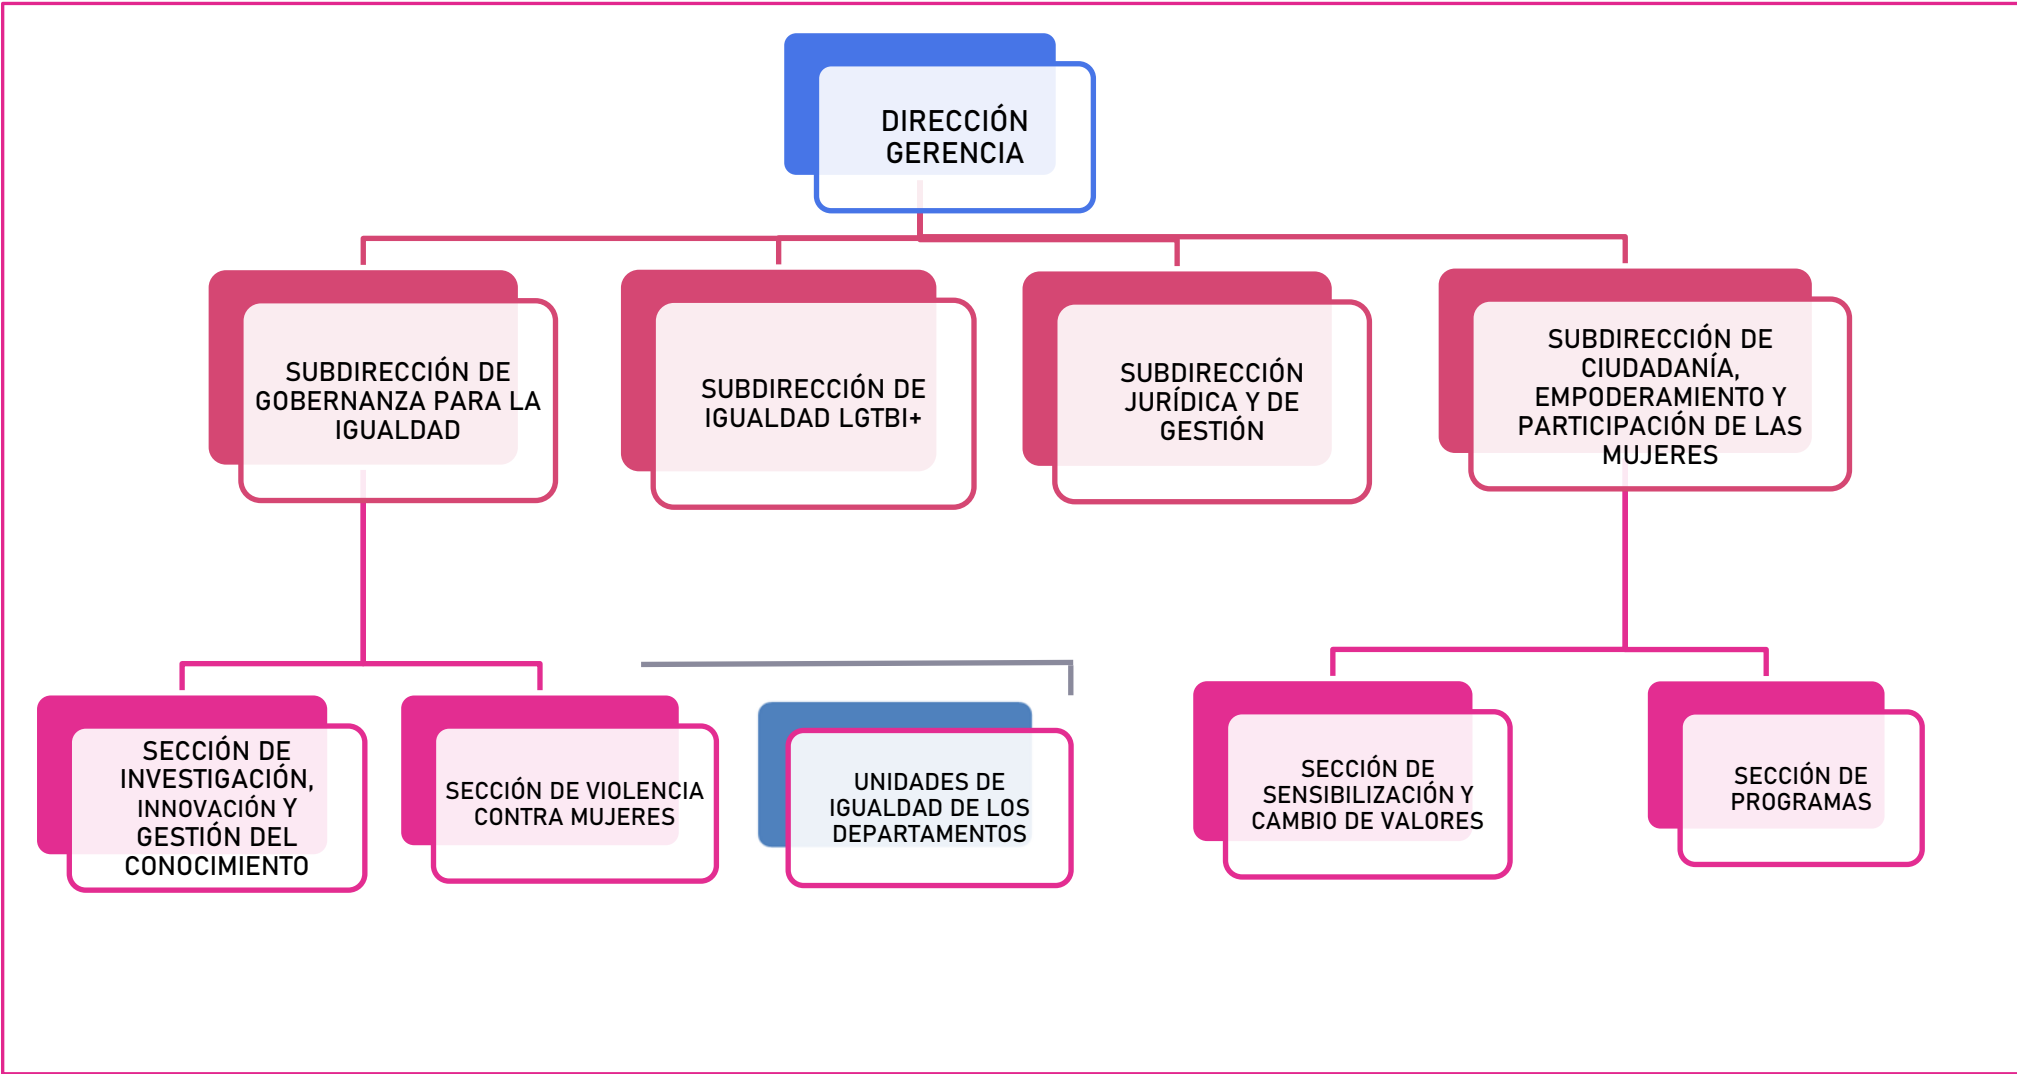 DIRECCIÓN
GERENCIA
SUBDIRECCIÓN DE
GOBERNANZA PARA LA
IGUALDAD
SUBDIRECCIÓN DE
IGUALDAD LGTBI+
SUBDIRECCIÓN
JURÍDICA Y DE
GESTIÓN
SUBDIRECCIÓN DE
CIUDADANÍA,
EMPODERAMIENTO Y
PARTICIPACIÓN DE LAS
MUJERES
SECCIÓN DE
INVESTIGACIÓN,
INNOVACIÓN Y
GESTIÓN DEL
CONOCIMIENTO
SECCIÓN DE VIOLENCIA
CONTRA MUJERES
UNIDADES DE
IGUALDAD DE LOS
DEPARTAMENTOS
SECCIÓN DE
SENSIBILIZACIÓN Y
CAMBIO DE VALORES
SECCIÓN DE
PROGRAMAS